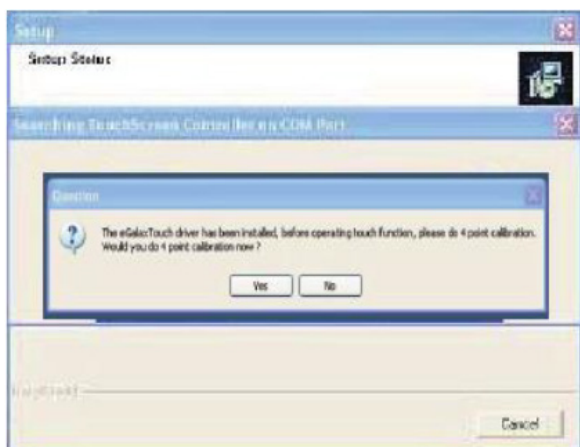 Setup
Setup Status
Searching TouchScreen Controller on COM Port
Question
The eGalaxTouch driver has been installed, before operating touch function, please do 4 point calibration.
Would you do 4 point calibration now ?
Yes
No
InstallShield
Cancel